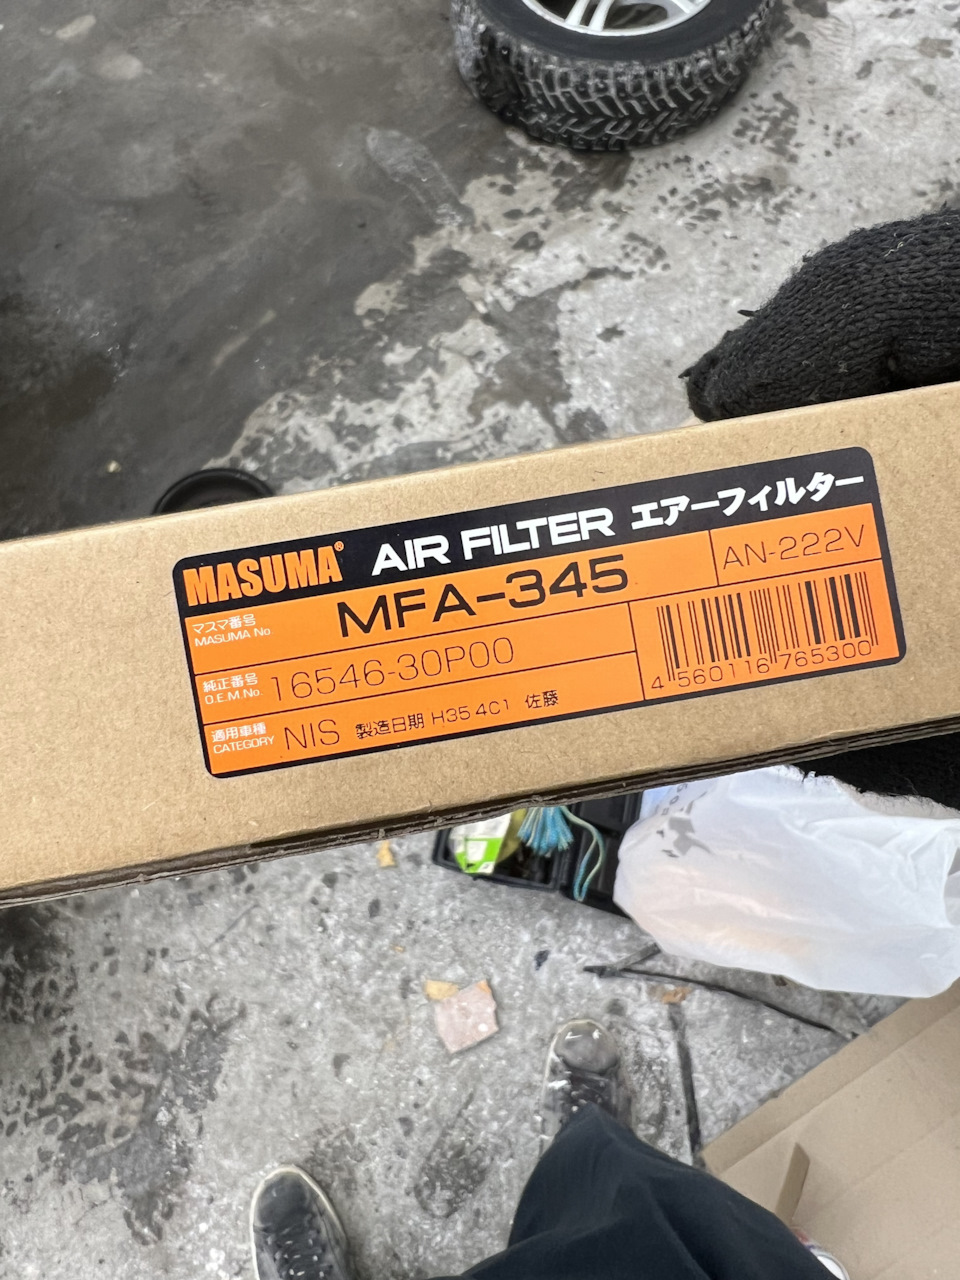 MASUMA® AIR FILTER エアーフィルター
マスマ番号
MASUMA No
MFA-345
AN-222V
純正番号
O.E.M.No.
16546-30P00
適用車種
CATEGORY
NIS 製造日期 H35 4C1 佐藤
4 560116 765300